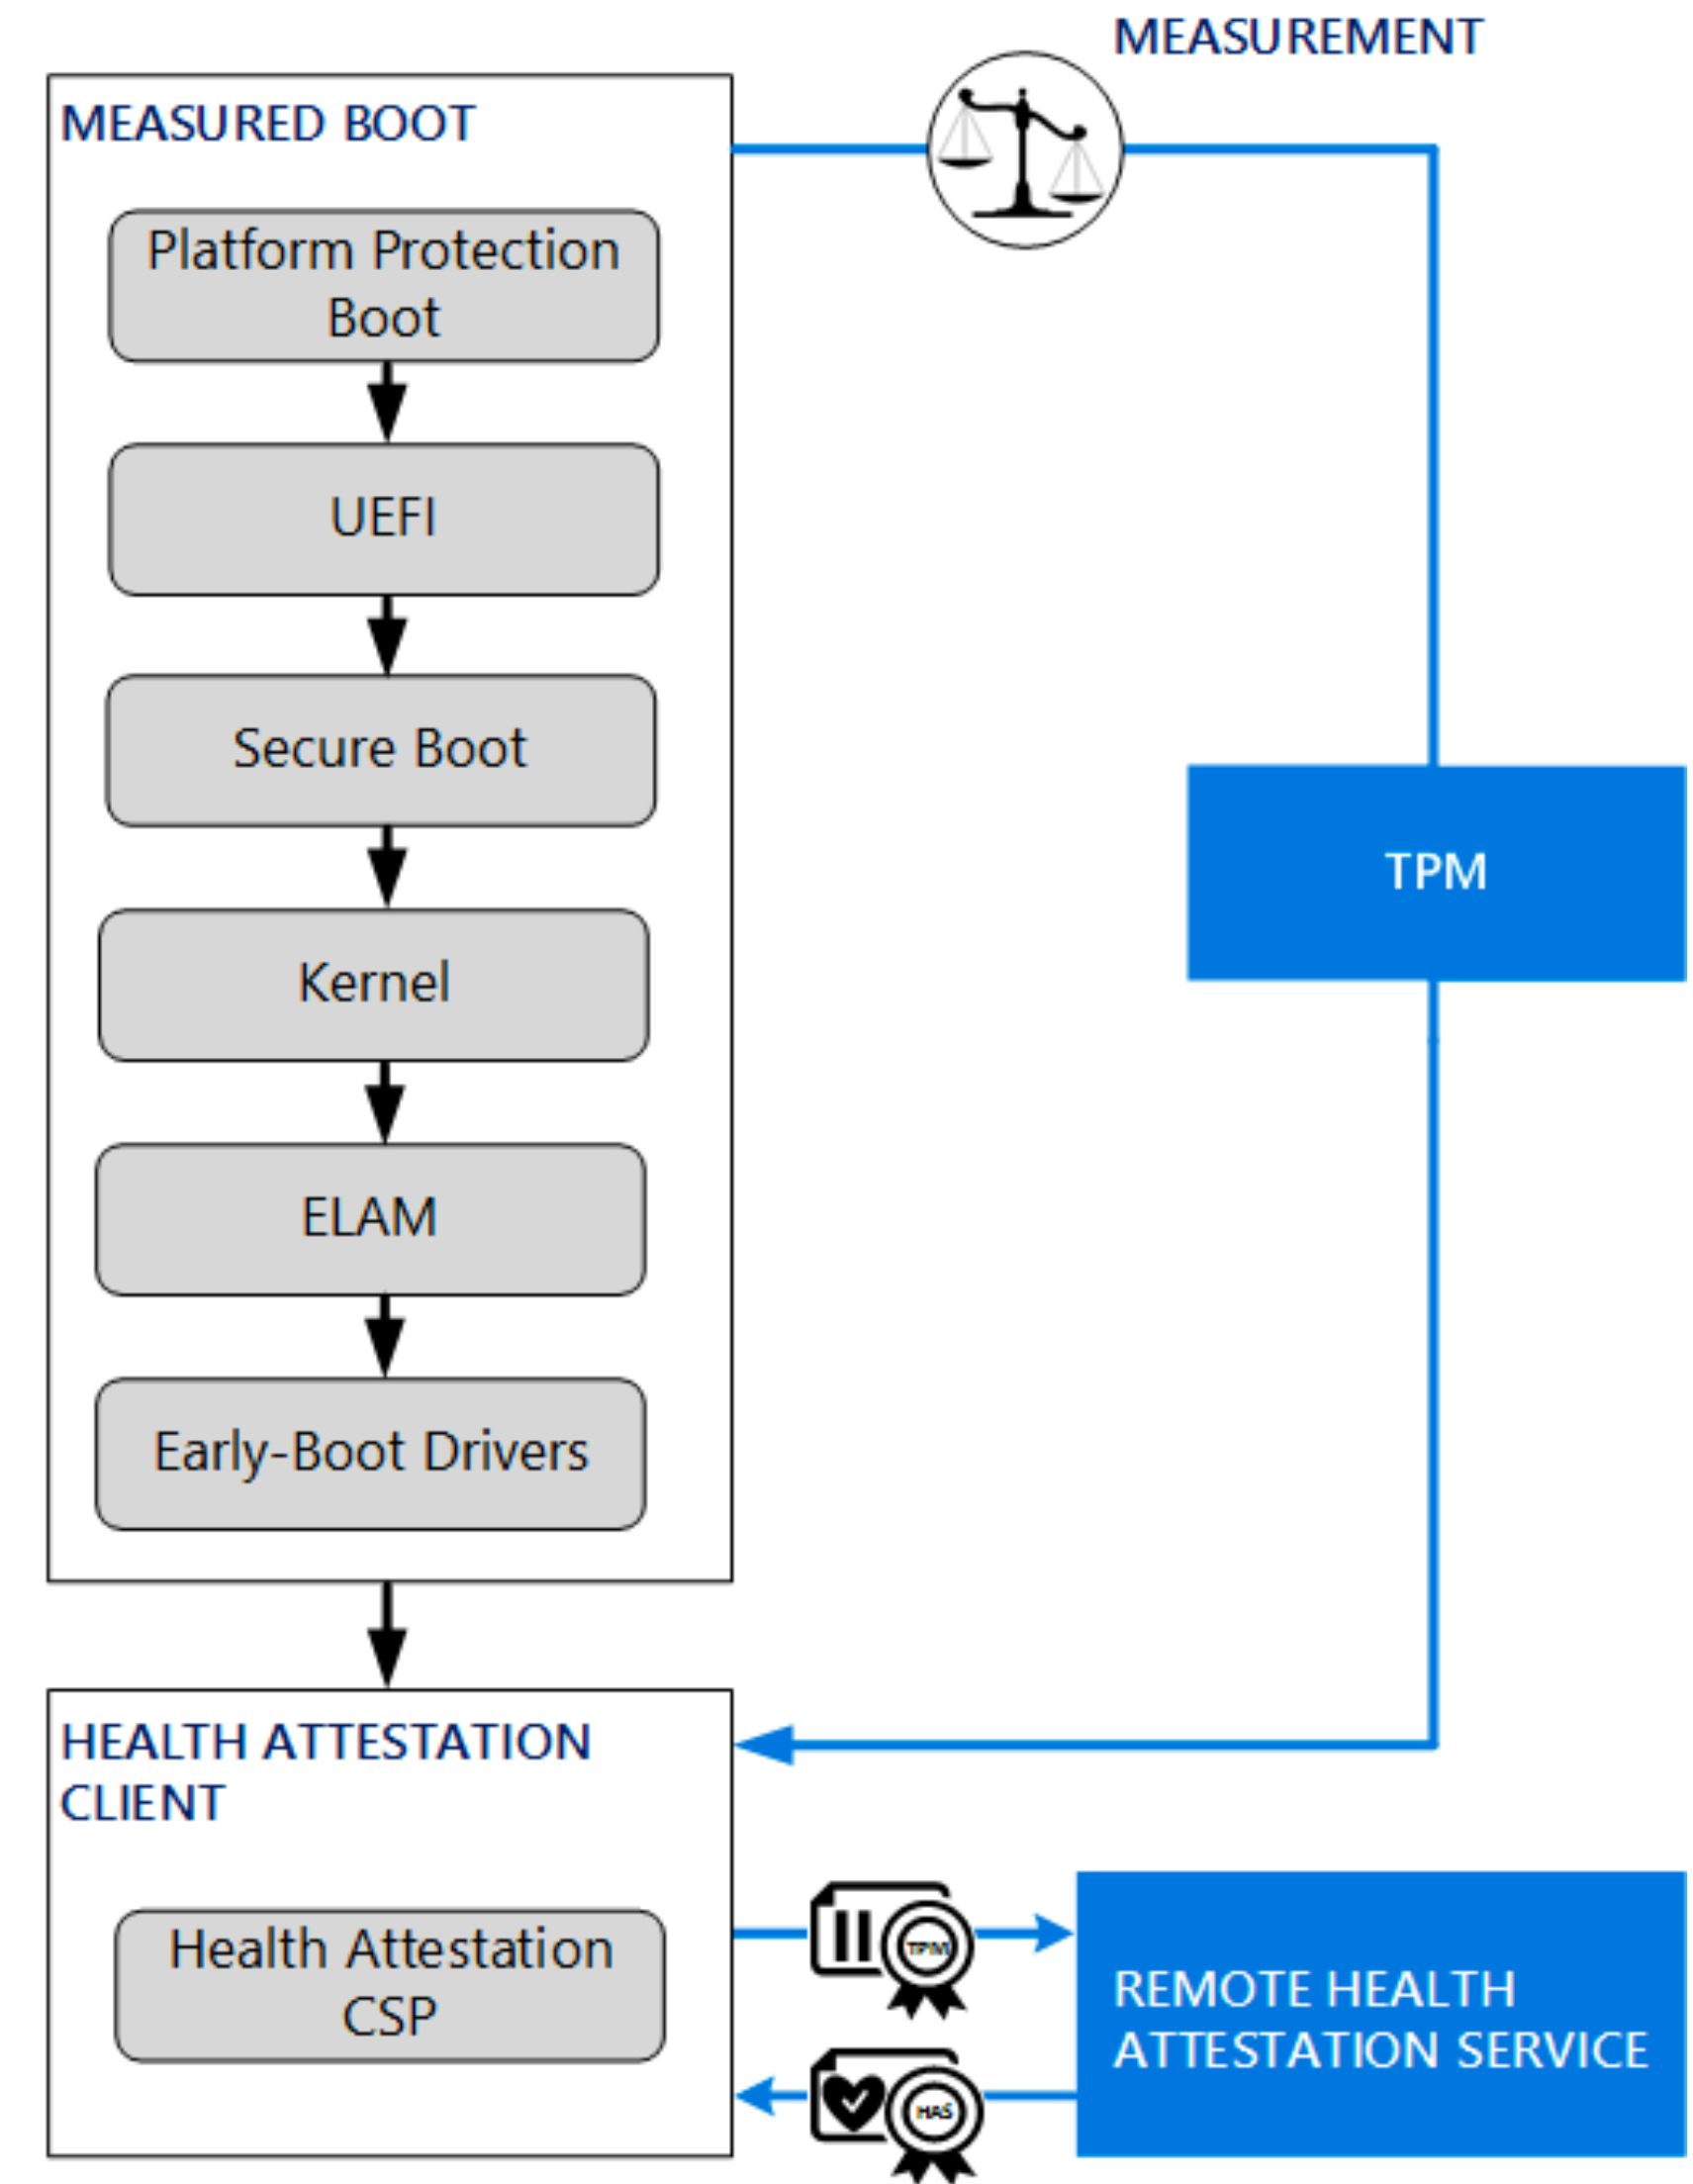 MEASUREMENT
MEASURED BOOT
Platform Protection
Boot
UEFI
Secure Boot
Kernel
ELAM
Early-Boot Drivers
TPM
HEALTH ATTESTATION
CLIENT
Health Attestation
CSP
TPM
HAS
REMOTE HEALTH
ATTESTATION SERVICE